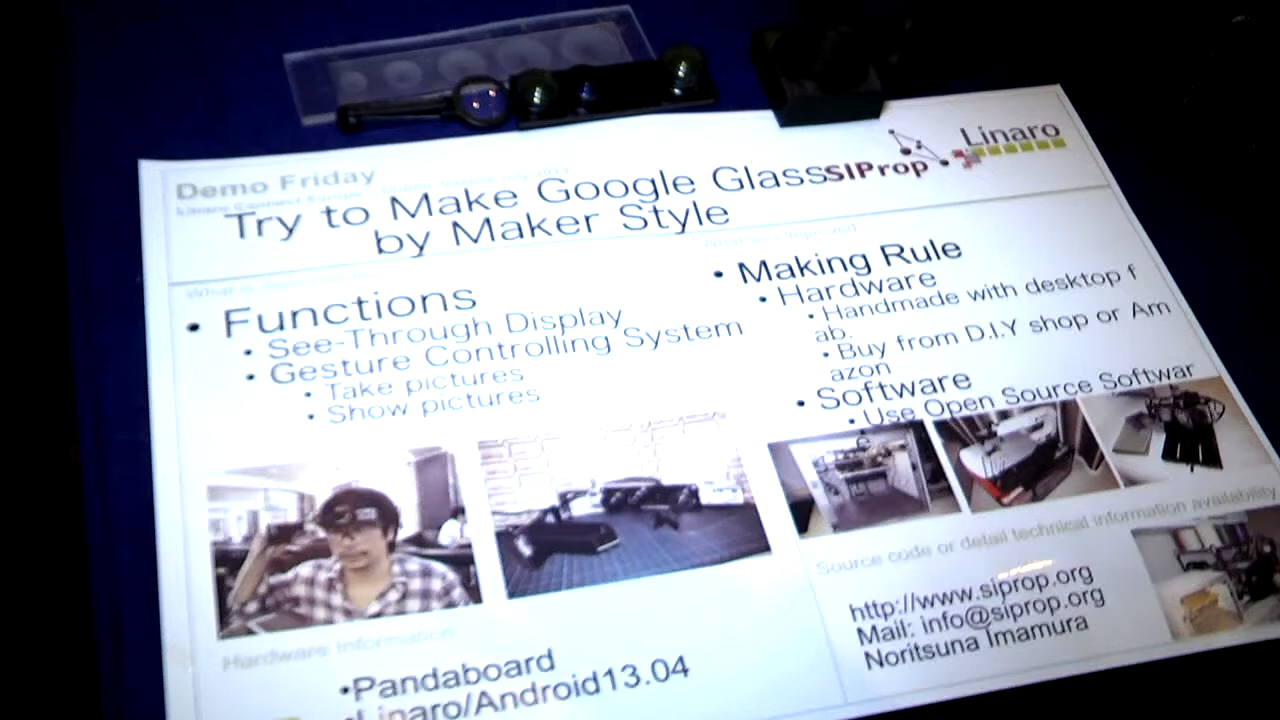 Demo Friday
Linaro
SIProp
Try to Make Google Glass
by Maker Style
• Functions
• See-Through Display
• Gesture Controlling System
• Take pictures
• Show pictures
• Making Rule
• Hardware
• Handmade with desktop f
ab.
• Buy from D.I.Y shop or Am
azon
• Software
• Use Open Source Softwar
Hardware Information
•Pandaboard
•Linaro/Android13.04
Source code or detail technical information availability
http://www.siprop.org
Mail: info@siprop.org
Noritsuna Imamura